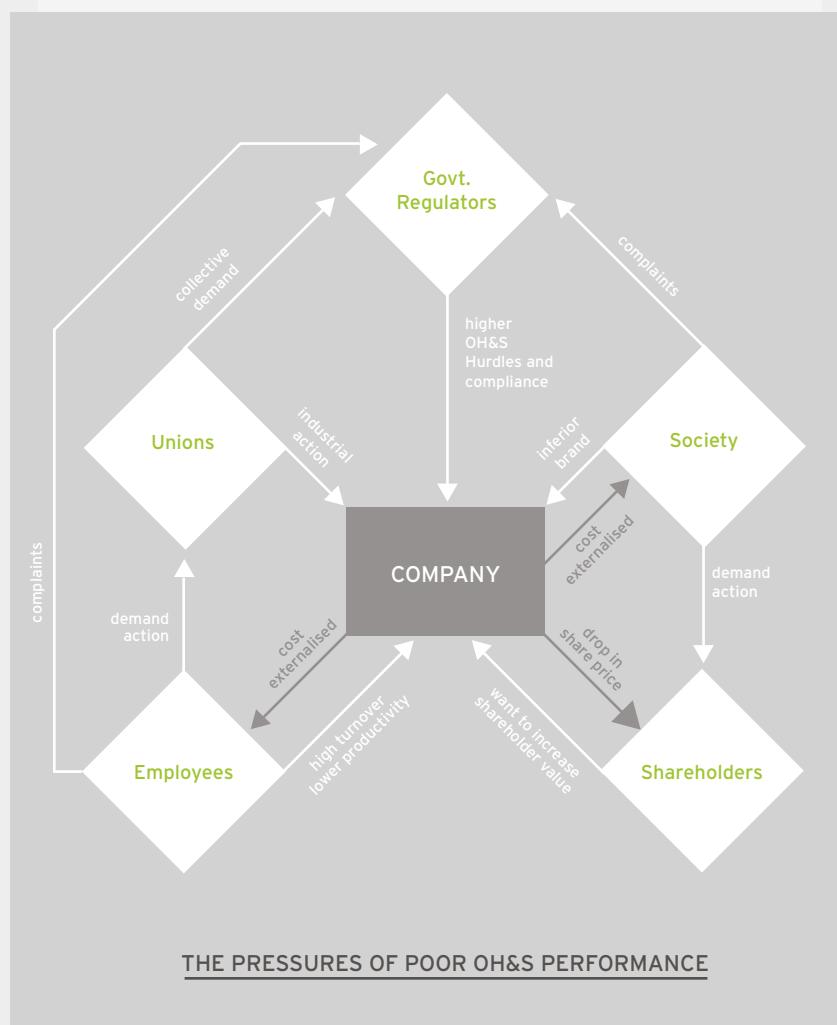 Govt.
Regulators
collective
demand
complaints
higher
OH&S
Hurdles and
compliance
Unions
industrial
action
inferior
brand
Society
complaints
COMPANY
cost
externalised
demand
action
demand
action
cost
externalised
drop in
share price
Employees
high turnover
lower productivity
want to increase
shareholder value
Shareholders
THE PRESSURES OF POOR OH&S PERFORMANCE